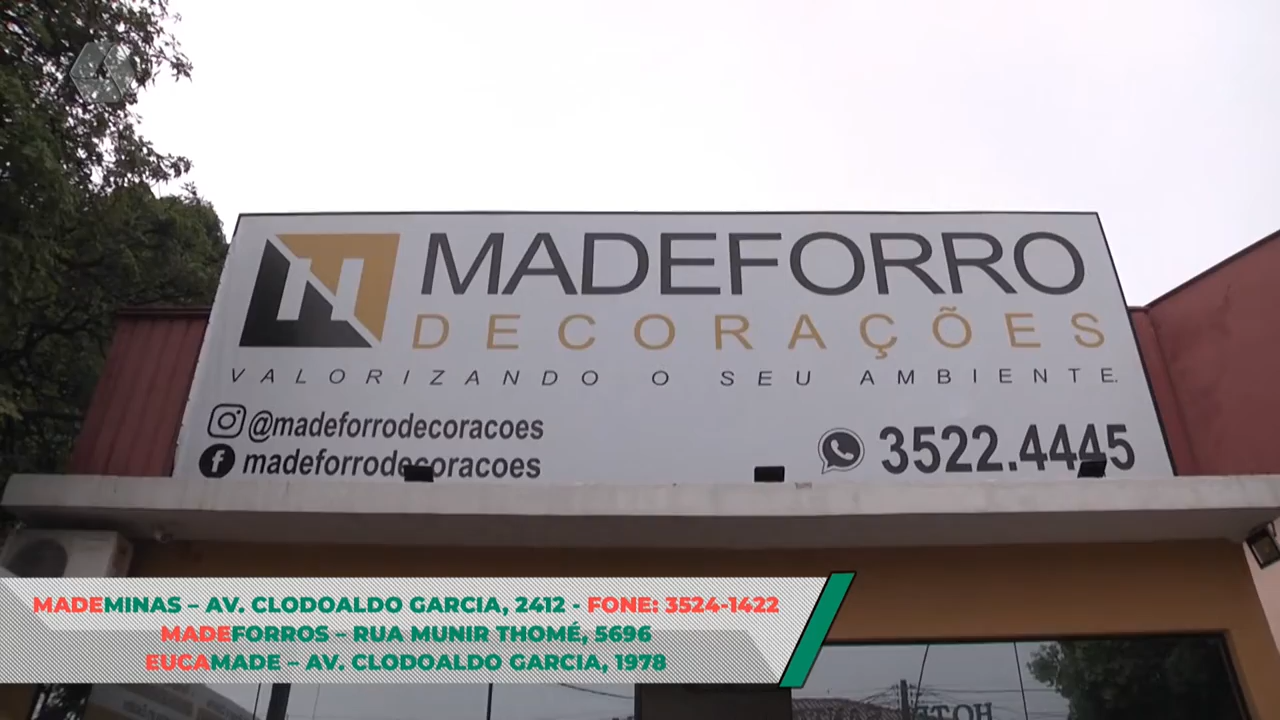 MADEFORRO
DECORAÇÕES
VALORIZANDO O SEU AMBIENTE.
@madeforrodecoracoes
madeforrodecoracoes
3522.4445
MADEMINAS – AV. CLODOALDO GARCIA, 2412 - FONE: 3524-1422
MADEFORROS – RUA MUNIR THOMÉ, 5696
EUCAMADE – AV. CLODOALDO GARCIA, 1978